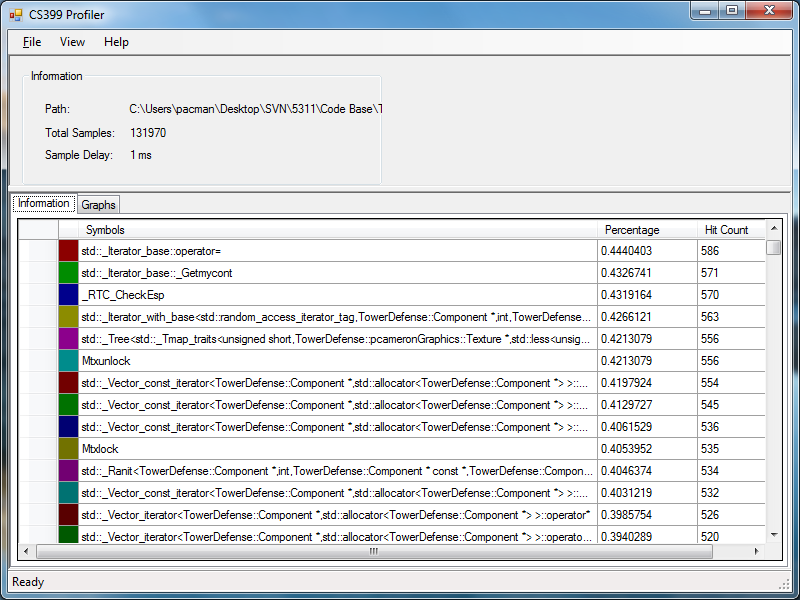 CS399 Profiler
File View Help
Information
Path: C:\Users\pacman\Desktop\SVN\5311\Code Base\T
Total Samples: 131970
Sample Delay: 1 ms
Information Graphs
Symbols Percentage Hit Count
std::_Iterator_base::operator= 0.4440403 586
std::_Iterator_base::_Getmycont 0.4326741 571
_RTC_CheckEsp 0.4319164 570
std::_Iterator_with_base<std::random_access_iterator_tag,TowerDefense::Component *,int,TowerDefense... 0.4266121 563
std::_Tree<std::_Tmap_traits<unsigned short,TowerDefense::pcameronGraphics::Texture *,std::less<unsig... 0.4213079 556
Mtxunlock 0.4213079 556
std::_Vector_const_iterator<TowerDefense::Component *,std::allocator<TowerDefense::Component *> >::... 0.4197924 554
std::_Vector_const_iterator<TowerDefense::Component *,std::allocator<TowerDefense::Component *> >::... 0.4129727 545
std::_Vector_const_iterator<TowerDefense::Component *,std::allocator<TowerDefense::Component *> >::... 0.4061529 536
Mtxlock 0.4053952 535
std::_Ranit<TowerDefense::Component *,int,TowerDefense::Component * const *,TowerDefense::Compon... 0.4046374 534
std::_Vector_const_iterator<TowerDefense::Component *,std::allocator<TowerDefense::Component *> >::... 0.4031219 532
std::_Vector_iterator<TowerDefense::Component *,std::allocator<TowerDefense::Component *> >::operator* 0.3985754 526
std::_Vector_iterator<TowerDefense::Component *,std::allocator<TowerDefense::Component *> >::operato... 0.3940289 520
Ready